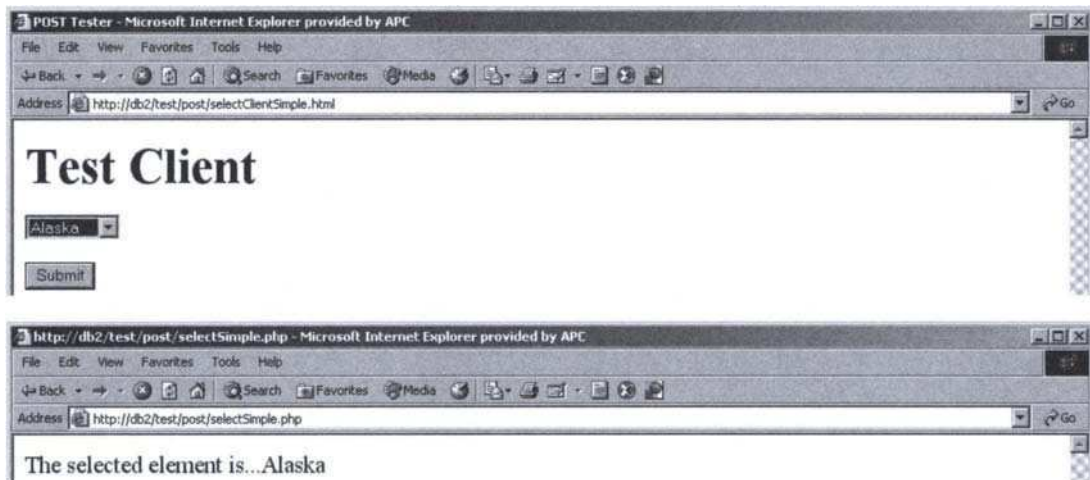 POST Tester - Microsoft Internet Explorer provided by APC
File Edit View Favorites Tools Help
Back Search Favorites Media
Address http://db2/test/post/selectClientSimple.html Go
Test Client
Alaska
Submit
http://db2/test/post/selectSimple.php - Microsoft Internet Explorer provided by APC
File Edit View Favorites Tools Help
Back Search Favorites Media
Address http://db2/test/post/selectSimple.php Go
The selected element is...Alaska